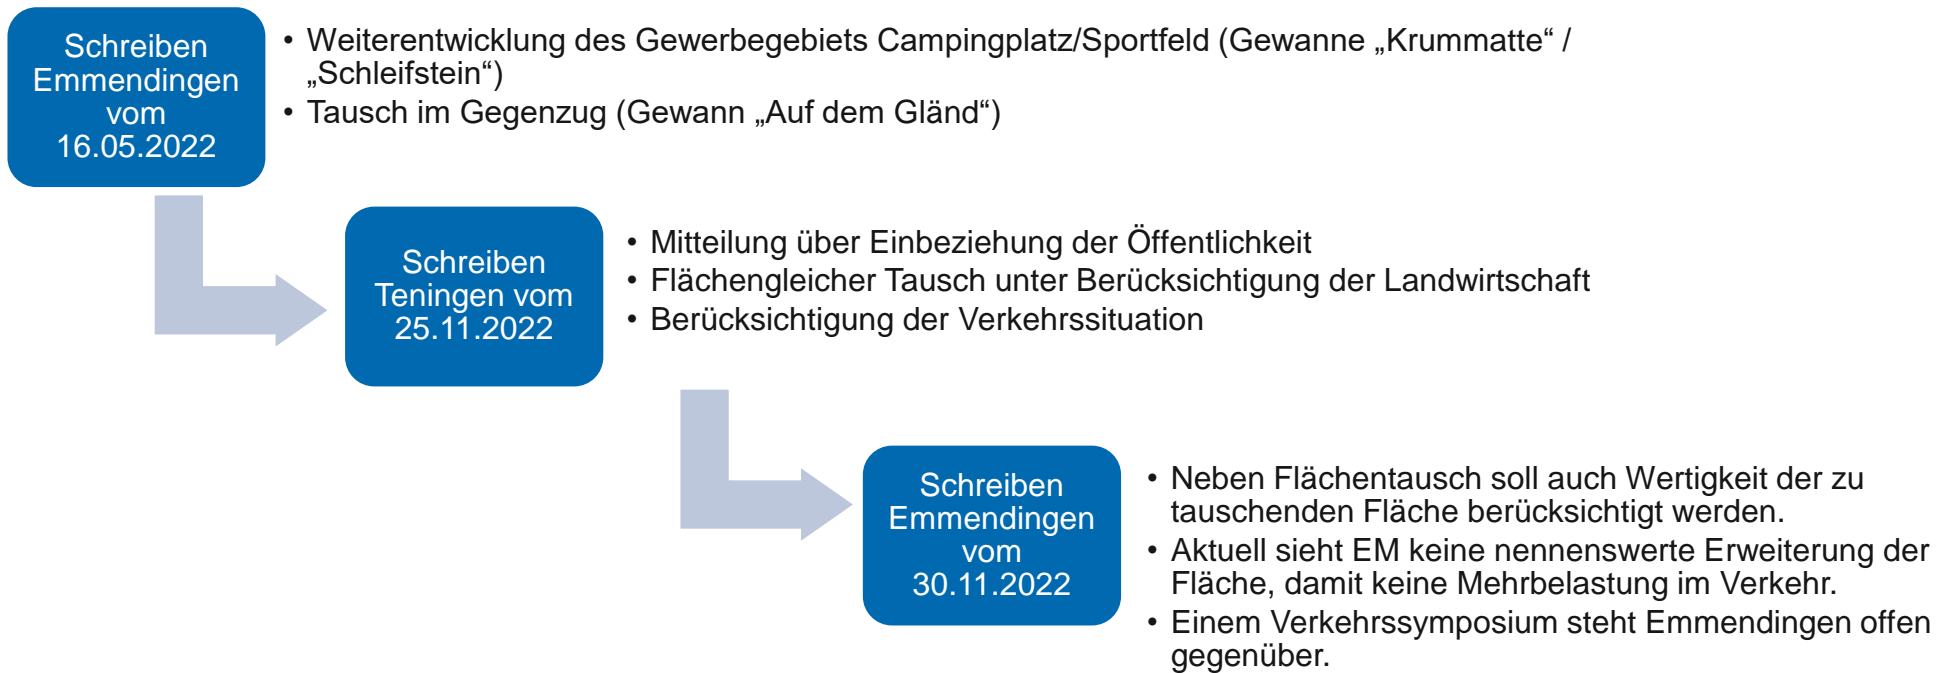 Schreiben
Emmendingen
vom
16.05.2022
• Weiterentwicklung des Gewerbegebiets Campingplatz/Sportfeld (Gewanne „Krummatte“ /
„Schleifstein“)
• Tausch im Gegenzug (Gewann „Auf dem Gländ“)
Schreiben
Teningen vom
25.11.2022
• Mitteilung über Einbeziehung der Öffentlichkeit
• Flächengleicher Tausch unter Berücksichtigung der Landwirtschaft
• Berücksichtigung der Verkehrssituation
Schreiben
Emmendingen
vom
30.11.2022
• Neben Flächentausch soll auch Wertigkeit der zu
tauschenden Fläche berücksichtigt werden.
• Aktuell sieht EM keine nennenswerte Erweiterung der
Fläche, damit keine Mehrbelastung im Verkehr.
• Einem Verkehrssymposium steht Emmendingen offen
gegenüber.